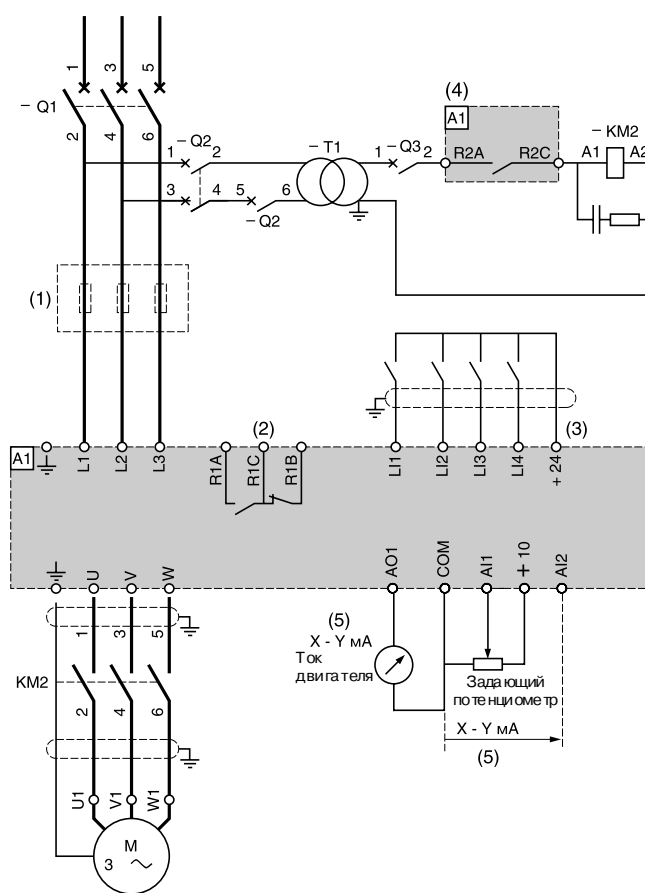 1 3 5
– Q1
2 4 6
(4)
A1
– Q2
1 2
– T1
– Q3
1 2
R2A R2C
– KM2
A1 A2
3 4 5 6
– Q2
(1)
(2)
(3)
A1
L1 L2 L3
R1A R1C R1B
LI1 LI2 LI3 LI4 + 24
U V W
AO1 COM AI1 + 10 AI2
1 3 5
(5)
X - Y мА
Ток
двигателя
KM2
2 4 6
Задающий
потенциометр
X - Y мА
(5)
U1 V1 W1
M
3